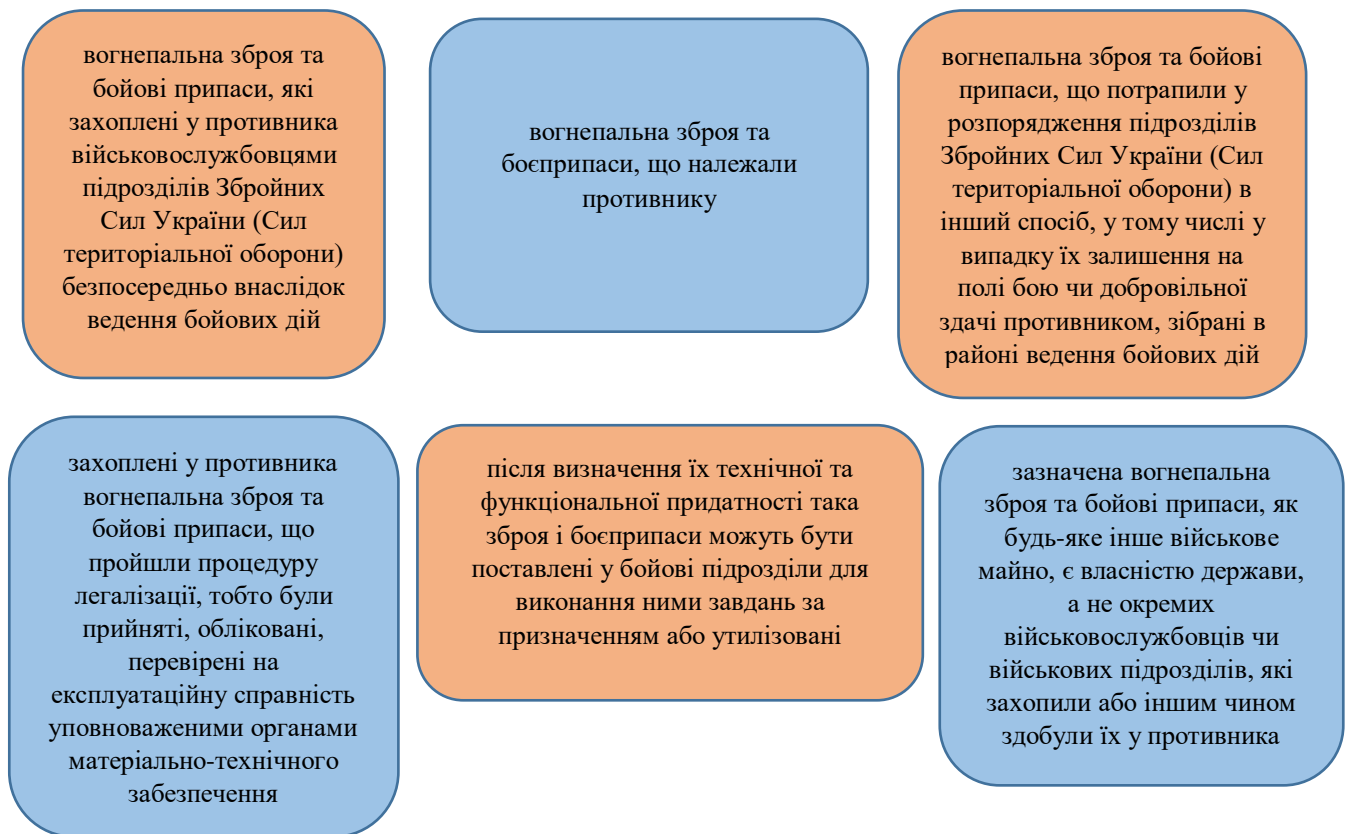 вогнепальна зброя та
бойові припаси, які
захоплені у противника
військовослужбовцями
підрозділів Збройних
Сил України (Сил
територіальної оборони)
безпосередньо внаслідок
ведення бойових дій
вогнепальна зброя та
боєприпаси, що належали
противнику
вогнепальна зброя та бойові
припаси, що потрапили у
розпорядження підрозділів
Збройних Сил України (Сил
територіальної оборони) в
інший спосіб, у тому числі у
випадку їх залишення на
полі бою чи добровільної
здачі противником, зібрані в
районі ведення бойових дій
захоплені у противника
вогнепальна зброя та
бойові припаси, що
пройшли процедуру
легалізації, тобто були
прийняті, обліковані,
перевірені на
експлуатаційну справність
уповноваженими органами
матеріально-технічного
забезпечення
після визначення їх технічної та
функціональної придатності така
зброя і боєприпаси можуть бути
поставлені у бойові підрозділи для
виконання ними завдань за
призначенням або утилізовані
зазначена вогнепальна
зброя та бойові припаси, як
будь-яке інше військове
майно, є власністю держави,
а не окремих
військовослужбовців чи
військових підрозділів, які
захопили або іншим чином
здобули їх у противника